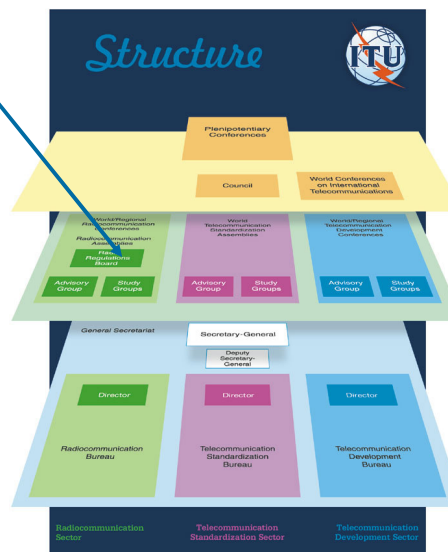 Structure
ITU
Plenipotentiary
Conferences
Council
World Conferences
on International
Telecommunications
World/Regional
Radiocommunication
Conferences
Radiocommunication
Assemblies
Regulations
Board
Advisory
Group
Study
Groups
World
Telecommunication
Standardization
Assemblies
Advisory
Group
Study
Groups
World/Regional
Telecommunication
Development
Conferences
Advisory
Group
Study
Groups
General Secretariat
Secretary-General
Deputy
Secretary-
General
Director
Radiocommunication
Bureau
Director
Telecommunication
Standardization
Bureau
Director
Telecommunication
Development
Bureau
Radiocommunication
Sector
Telecommunication
Standardization Sector
Telecommunication
Development Sector